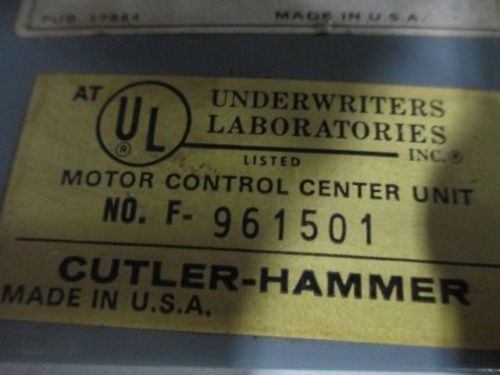 PUB. 17884 MADE IN U.S.A.
AT UL ® UNDERWRITERS
LABORATORIES
LISTED INC.®
MOTOR CONTROL CENTER UNIT
NO. F- 961501
CUTLER-HAMMER
MADE IN U.S.A.